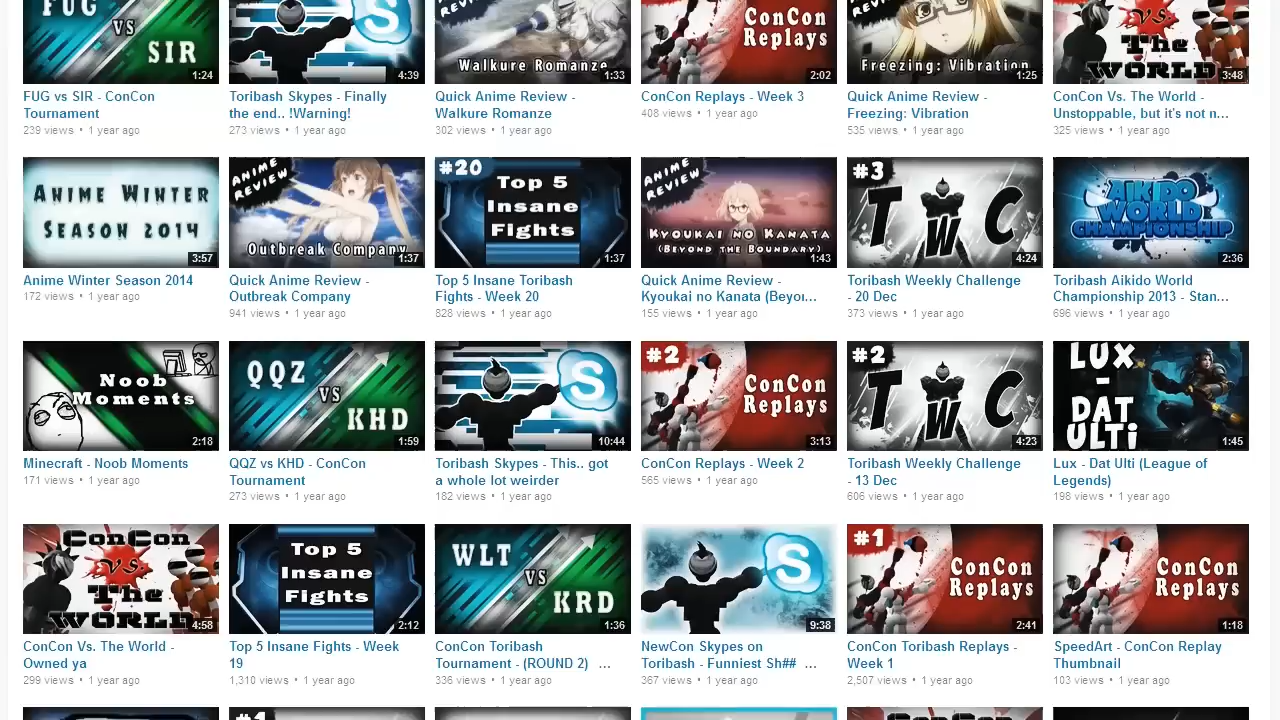 FUG
VS
SIR
1:24
4:39
REVIEW
Walkure Romanze
1:33
ConCon
Replays
2:02
REVIEW
Freezing: Vibration
1:25
VS
The
WORLD
3:48
FUG vs SIR - ConCon
Tournament
239 views • 1 year ago
Toribash Skypes - Finally
the end.. !Warning!
273 views • 1 year ago
Quick Anime Review -
Walkure Romanze
302 views • 1 year ago
ConCon Replays - Week 3
408 views • 1 year ago
Quick Anime Review -
Freezing: Vibration
535 views • 1 year ago
ConCon Vs. The World -
Unstoppable, but it's not n...
325 views • 1 year ago
Anime Winter
Season 2014
3:57
ANIME
REVIEW
Outbreak Company
1:37
#20
Top 5
Insane
Fights
1:37
ANIME
REVIEW
Kyoukai no Kanata
(Beyond the Boundary)
1:43
#3
T W C
4:24
AIKIDO
WORLD
CHAMPIONSHIP
2:36
Anime Winter Season 2014
172 views • 1 year ago
Quick Anime Review -
Outbreak Company
941 views • 1 year ago
Top 5 Insane Toribash
Fights - Week 20
828 views • 1 year ago
Quick Anime Review -
Kyoukai no Kanata (Beyoı...
155 views • 1 year ago
Toribash Weekly Challenge
- 20 Dec
373 views • 1 year ago
Toribash Aikido World
Championship 2013 - Stan...
696 views • 1 year ago
Noob
Moments
2:18
QQZ
VS
KHD
1:59
S
10:44
#2
ConCon
Replays
3:13
#2
T W C
4:23
LUX
-
DAT
ULTi
1:45
Minecraft - Noob Moments
171 views • 1 year ago
QQZ vs KHD - ConCon
Tournament
273 views • 1 year ago
Toribash Skypes - This.. got
a whole lot weirder
182 views • 1 year ago
ConCon Replays - Week 2
565 views • 1 year ago
Toribash Weekly Challenge
- 13 Dec
606 views • 1 year ago
Lux - Dat Ulti (League of
Legends)
198 views • 1 year ago
ConCon
VS
The
WORLD
4:58
Top 5
Insane
Fights
2:12
WLT
VS
KRD
1:36
S
9:38
#1
ConCon
Replays
2:41
ConCon
Replays
1:18
ConCon Vs. The World -
Owned ya
299 views • 1 year ago
Top 5 Insane Fights - Week
19
1,310 views • 1 year ago
ConCon Toribash
Tournament - (ROUND 2) ...
336 views • 1 year ago
NewCon Skypes on
Toribash - Funniest Sh## ...
367 views • 1 year ago
ConCon Toribash Replays -
Week 1
2,507 views • 1 year ago
SpeedArt - ConCon Replay
Thumbnail
103 views • 1 year ago
#1